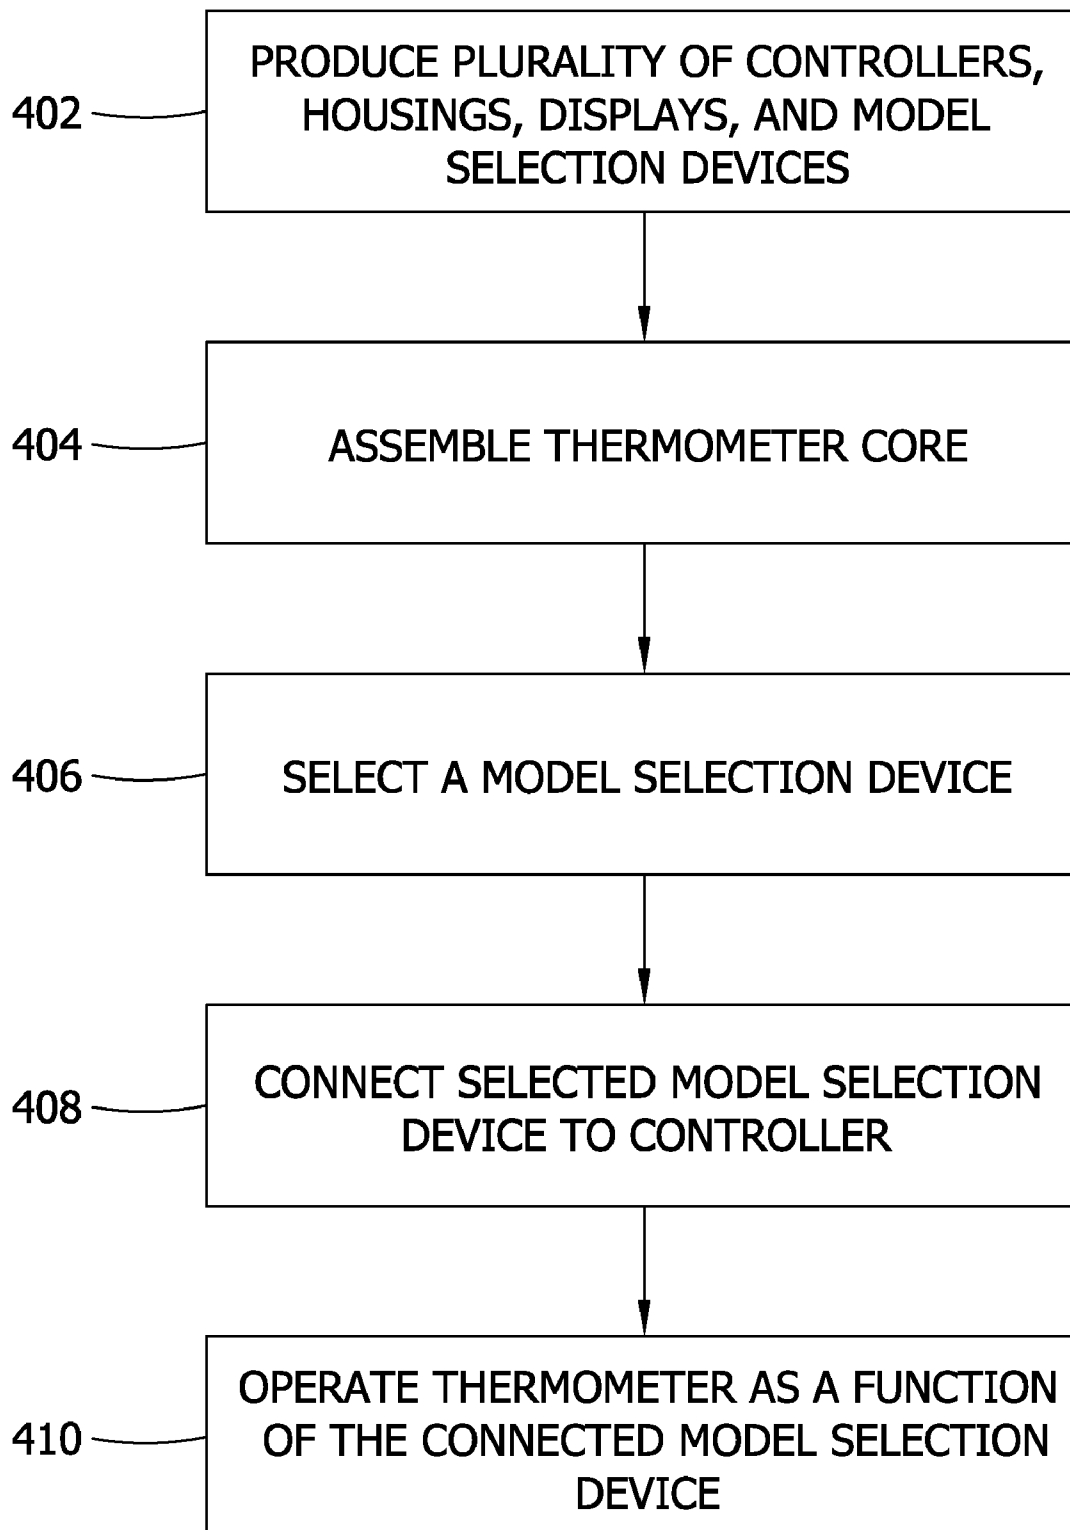 402
PRODUCE PLURALITY OF CONTROLLERS,
HOUSINGS, DISPLAYS, AND MODEL
SELECTION DEVICES
404
ASSEMBLE THERMOMETER CORE
406
SELECT A MODEL SELECTION DEVICE
408
CONNECT SELECTED MODEL SELECTION
DEVICE TO CONTROLLER
410
OPERATE THERMOMETER AS A FUNCTION
OF THE CONNECTED MODEL SELECTION
DEVICE